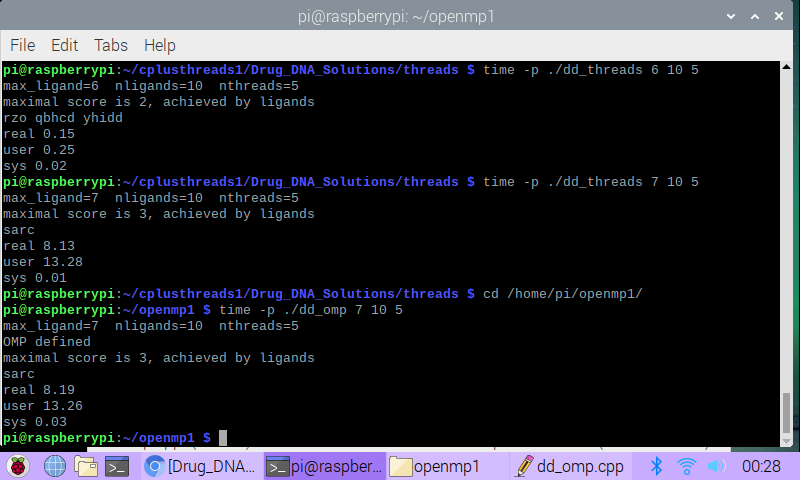 pi@raspberrypi: ~/openmp1
File Edit Tabs Help
pi@raspberrypi:~/cplusthreads1/Drug_DNA_Solutions/threads $ time -p ./dd_threads 6 10 5
max_ligand=6  nligands=10  nthreads=5
maximal score is 2, achieved by ligands
rzo qbhcd yhidd
real 0.15
user 0.25
sys 0.02
pi@raspberrypi:~/cplusthreads1/Drug_DNA_Solutions/threads $ time -p ./dd_threads 7 10 5
max_ligand=7  nligands=10  nthreads=5
maximal score is 3, achieved by ligands
sarc
real 8.13
user 13.28
sys 0.01
pi@raspberrypi:~/cplusthreads1/Drug_DNA_Solutions/threads $ cd /home/pi/openmp1/
pi@raspberrypi:~/openmp1 $ time -p ./dd_omp 7 10 5
max_ligand=7  nligands=10  nthreads=5
OMP defined
maximal score is 3, achieved by ligands
sarc
real 8.19
user 13.26
sys 0.03
pi@raspberrypi:~/openmp1 $
[Drug_DNA... pi@raspber... openmp1 dd_omp.cpp 00:28